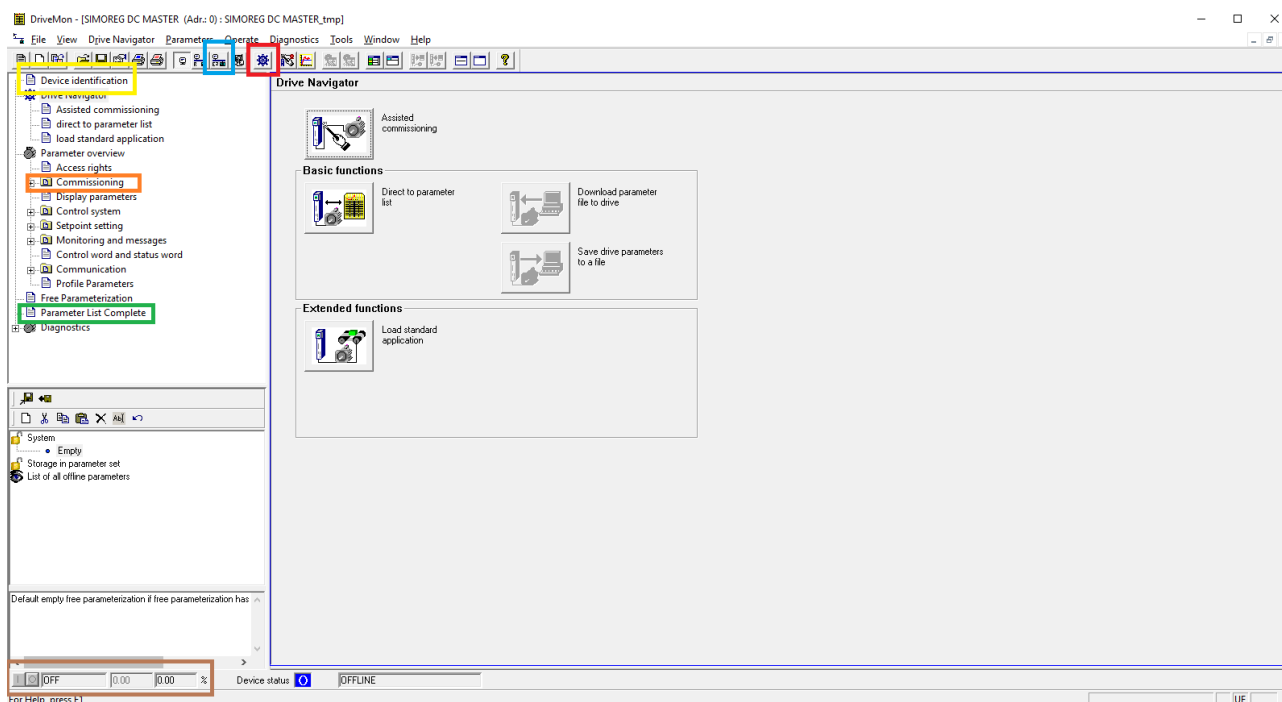 DriveMon - [SIMOREG DC MASTER (Adr.: 0) : SIMOREG DC MASTER_tmp]
File View Drive Navigator Parameters Operate Diagnostics Tools Window Help
Device identification
Drive Navigator
Assisted commissioning
direct to parameter list
load standard application
Parameter overview
Access rights
Commissioning
Display parameters
Control system
Setpoint setting
Monitoring and messages
Control word and status word
Communication
Profile Parameters
Free Parameterization
Parameter List Complete
Diagnostics
System
Empty
Storage in parameter set
List of all offline parameters
Default empty free parameterization if free parameterization has
Drive Navigator
Assisted
commissioning
Basic functions
Direct to parameter
list
Download parameter
file to drive
Save drive parameters
to a file
Extended functions
Load standard
application
OFF 0.00 0.00 % Device status OFFLINE
For Help, press F1
UF